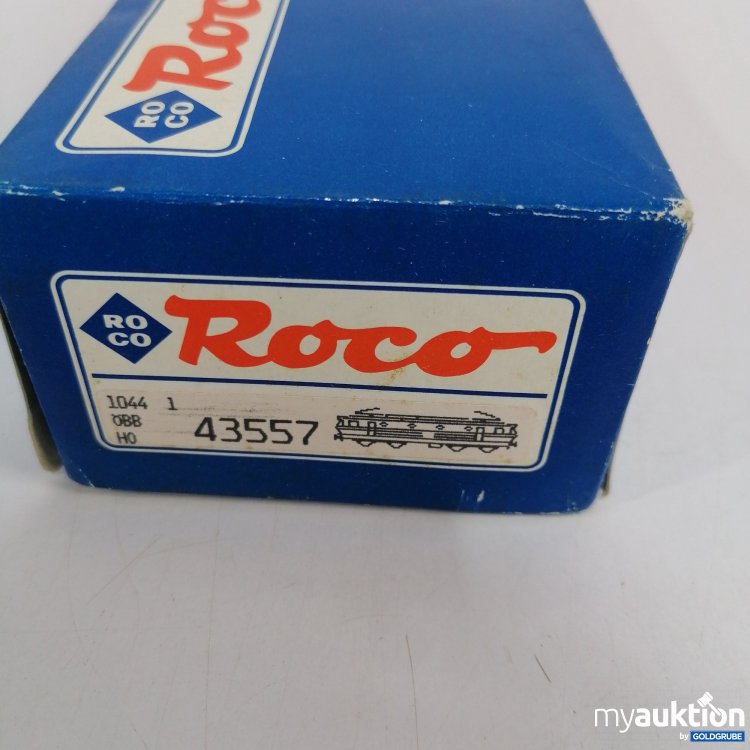 RO
CO
Roco
RO
CO
Roco
1044 1
ÖBB
H0
43557
myauktion
by GOLDGRUBE